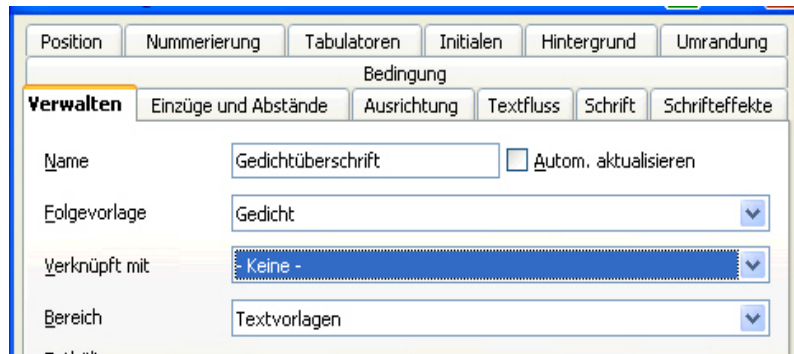 Position Nummerierung Tabulatoren Initialen Hintergrund Umrandung
Bedingung
Verwalten Einzüge und Abstände Ausrichtung Textfluss Schrift Schrifteffekte
Name Gedichtüberschrift Autom. aktualisieren
Folgevorlage Gedicht
Verknüpft mit - Keine -
Bereich Textvorlagen